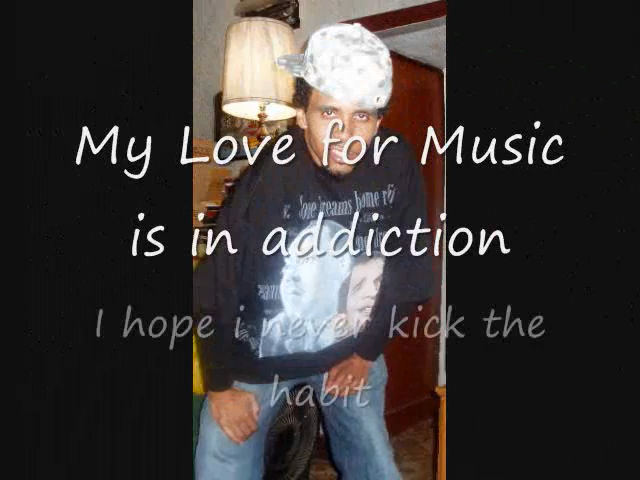 My Love for Music
is in addiction
I hope i never kick the
habit